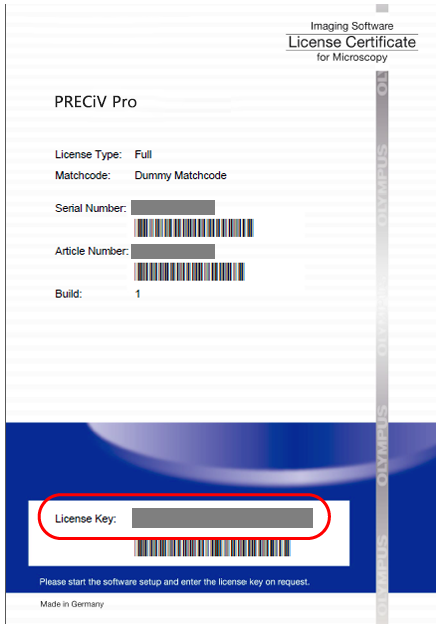 Imaging Software
License Certificate
for Microscopy
PRECiV Pro
License Type: Full
Matchcode: Dummy Matchcode
Serial Number:
Article Number:
Build: 1
License Key:
Please start the software setup and enter the license key on request.
Made in Germany
OL
OLYMPUS
OLYMPUS
OLYMPUS
OLYMPUS